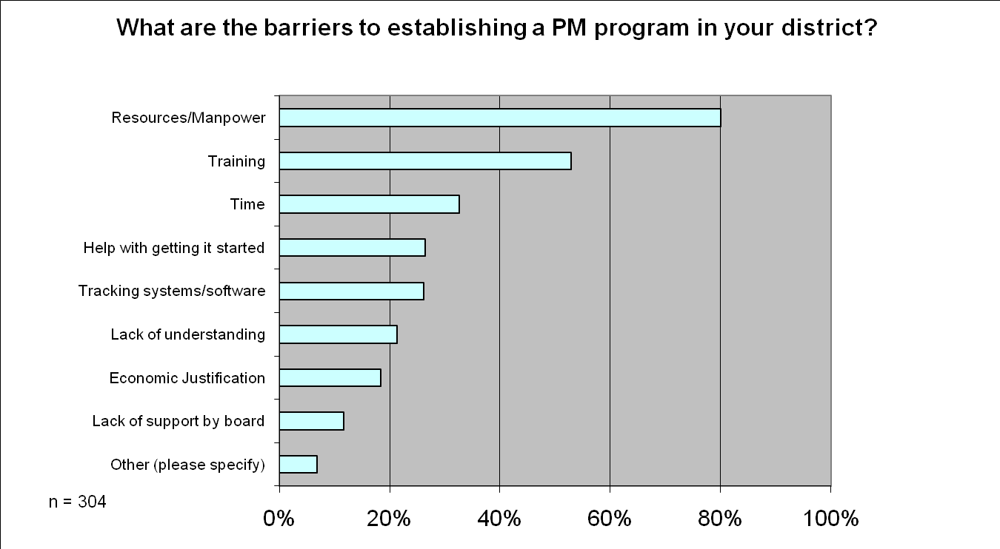 What are the barriers to establishing a PM program in your district?
Resources/Manpower
Training
Time
Help with getting it started
Tracking systems/software
Lack of understanding
Economic Justification
Lack of support by board
Other (please specify)
n = 304
0% 20% 40% 60% 80% 100%